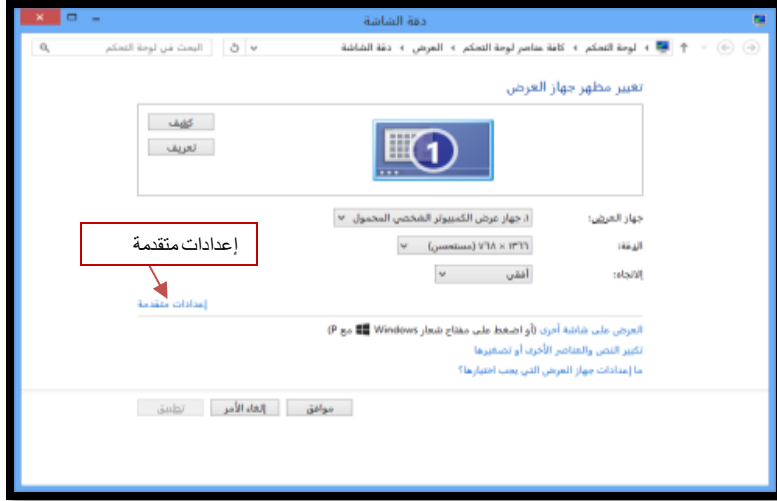 دقة الشاشة
لوحة التحكم ‹ كافة عناصر لوحة التحكم ‹ العرض ‹ دقة الشاشة
البحث في لوحة التحكم
تغيير مظهر جهاز العرض
كشف
تعريف
1
جهاز العرض:
١. جهاز عرض الكمبيوتر الشخصي المحمول
الدقة:
١٣٦٦ × ٧٦٨ (مستحسن)
الاتجاه:
أفقي
إعدادات متقدمة
إعدادات متقدمة
العرض على شاشة أخرى (أو اضغط على مفتاح شعار Windows مع P)
تكبير النص والعناصر الأخرى أو تصغيرها
ما إعدادات جهاز العرض التي يجب اختيارها؟
موافق
إلغاء الأمر
تطبيق